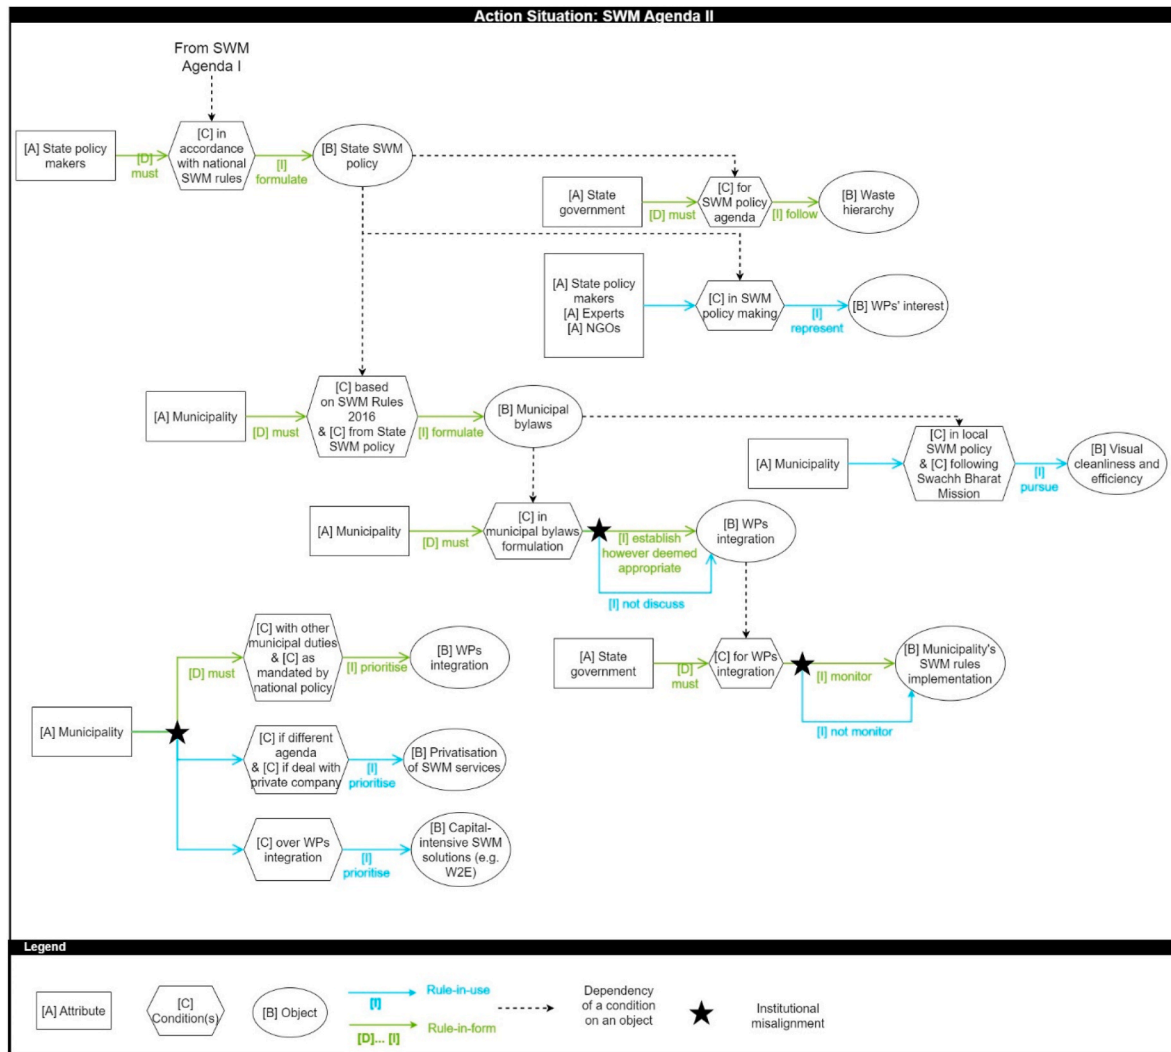 Action Situation: SWM Agenda II
From SWM
Agenda I
[A] State policy
makers
[D]
must
[C] in
accordance
with national
SWM rules
[I]
formulate
[B] State SWM
policy
[A] State
government
[D] must
[C] for
SWM policy
agenda
[I] follow
[B] Waste
hierarchy
[A] State policy
makers
[A] Experts
[A] NGOs
[C] in SWM
policy making
[I]
represent
[B] WPs' interest
[A] Municipality
[D] must
[C] based
on SWM Rules
2016
& [C] from State
SWM policy
[I] formulate
[B] Municipal
bylaws
[A] Municipality
[C] in local
SWM policy
& [C] following
Swachh Bharat
Mission
[I]
pursue
[B] Visual
cleanliness and
efficiency
[A] Municipality
[D] must
[C] in
municipal bylaws
formulation
[I] establish
however deemed
appropriate
[I] not discuss
[B] WPs
integration
[A] State
government
[D]
must
[C] for WPs
integration
[I] monitor
[I] not monitor
[B] Municipality's
SWM rules
implementation
[A] Municipality
[D] must
[C] with other
municipal duties
& [C] as
mandated by
national policy
[I] prioritise
[B] WPs
integration
[C] if different
agenda
& [C] if deal with
private company
[I]
prioritise
[B] Privatisation
of SWM services
[C] over WPs
integration
[I]
prioritise
[B] Capital-
intensive SWM
solutions (e.g.
W2E)
Legend
[A] Attribute
[C]
Condition(s)
[B] Object
[I]
Rule-in-use
[D]... [I]
Rule-in-form
Dependency
of a condition
on an object
Institutional
misalignment